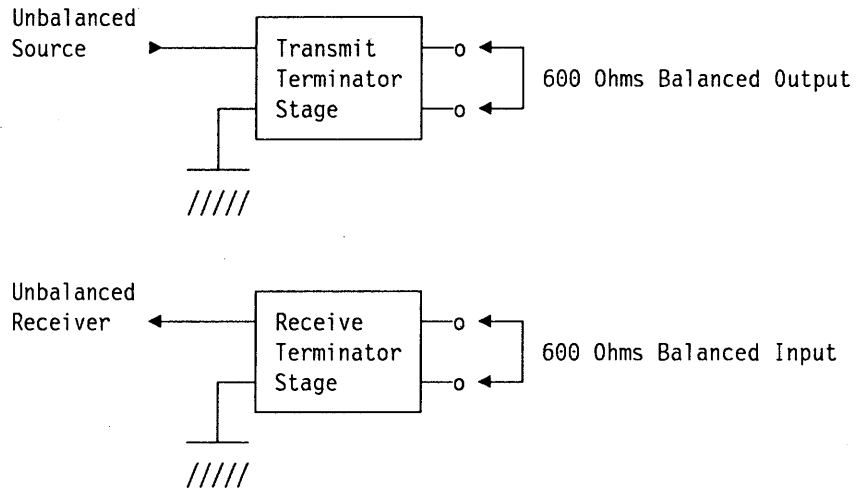 Unbalanced
Source
Transmit
Terminator
Stage
600 Ohms Balanced Output
Unbalanced
Receiver
Receive
Terminator
Stage
600 Ohms Balanced Input